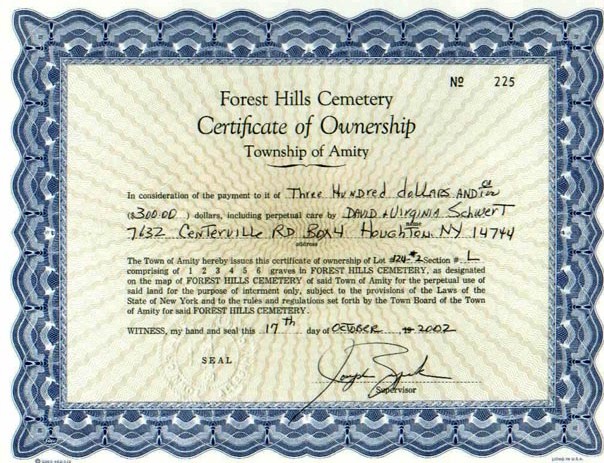 Nº 225
Forest Hills Cemetery
Certificate of Ownership
Township of Amity
In consideration of the payment to it of Three Hundred dollars AND
($300.00 ) dollars, including perpetual care by DAVID + Virginia Schwert
7632 Centerville RD Box 4 Houghton, NY 14744
address
The Town of Amity hereby issues this certificate of ownership of Lot #124- Section # L
comprising of 1 2 3 4 5 6 graves in FOREST HILLS CEMETERY, as designated
on the map of FOREST HILLS CEMETERY of said Town of Amity for the perpetual use of
said land for the purpose of interment only, subject to the provisions of the Laws of the
State of New York and to the rules and regulations set forth by the Town Board of the Town
of Amity for said FOREST HILLS CEMETERY.
WITNESS, my hand and seal this 17th day of OCTOBER 2002
SEAL
Supervisor